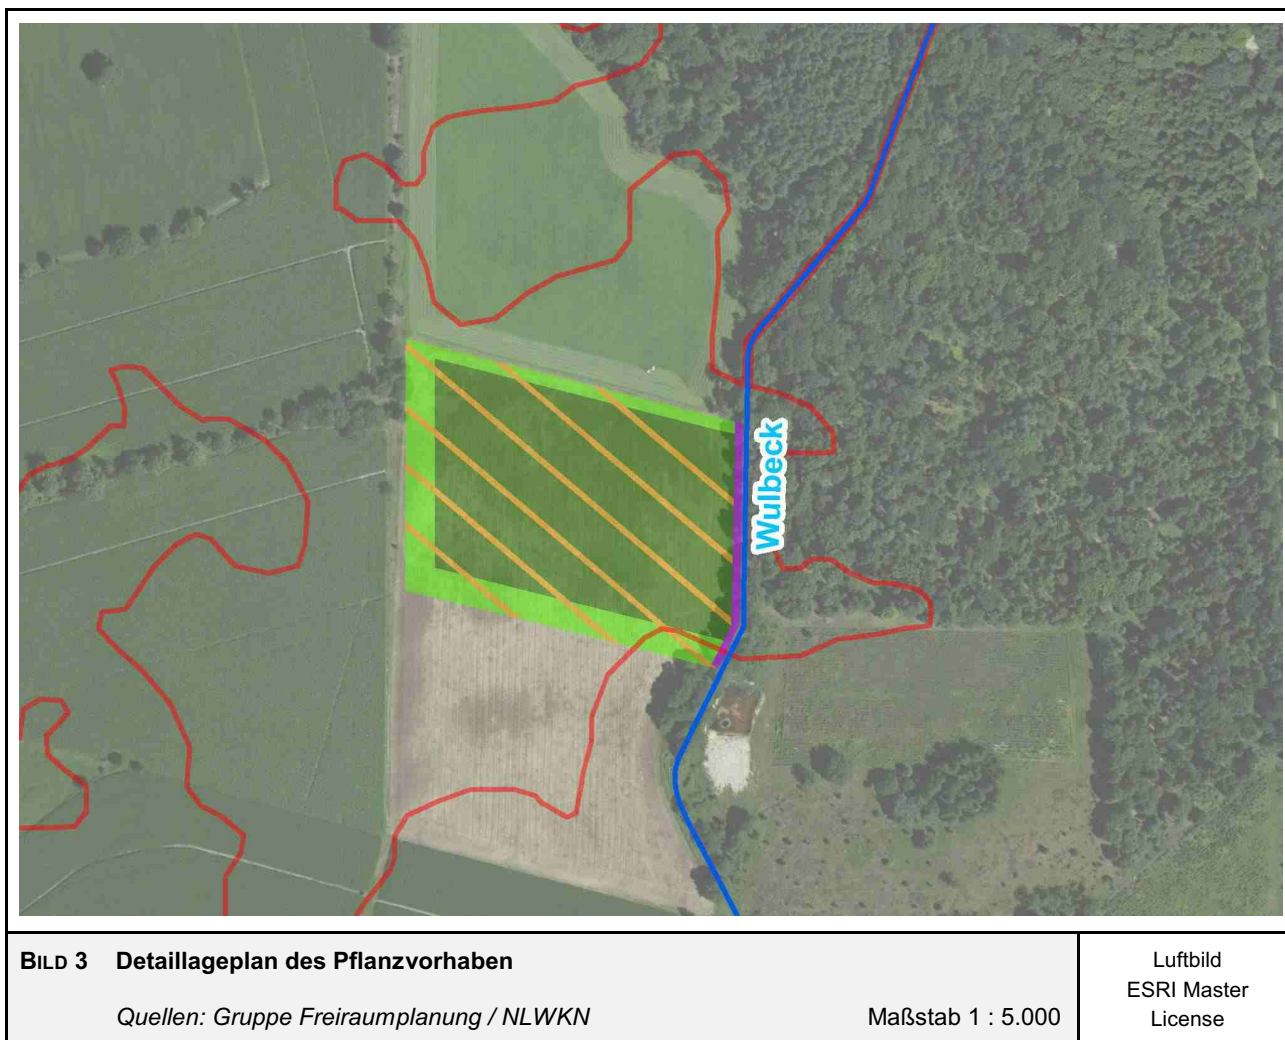 Wulbeck
BILD 3 Detaillageplan des Pflanzvorhaben
Quellen: Gruppe Freiraumplanung / NLWKN
Maßstab 1 : 5.000
Luftbild
ESRI Master
License